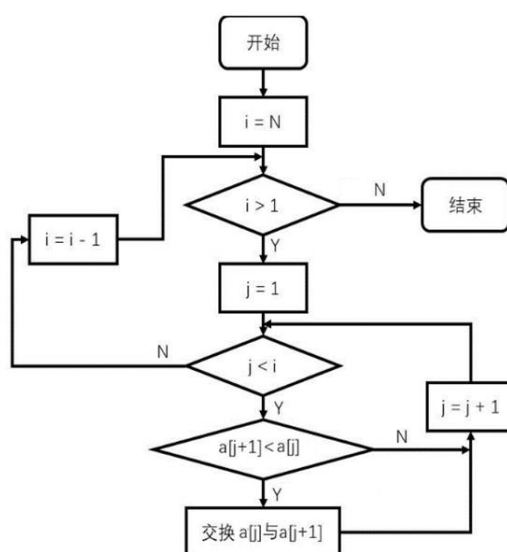 开始
i = N
i > 1
N
结束
Y
i = i - 1
j = 1
N
j < i
Y
j = j + 1
a[j+1] < a[j]
N
Y
交换 a[j]与a[j+1]